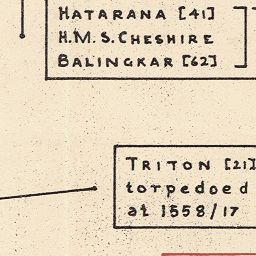 HATARANA [41]
H.M.S. CHESHIRE
BALINGKAR [62]
TRITON [21]
torpedoed
at 1558/17